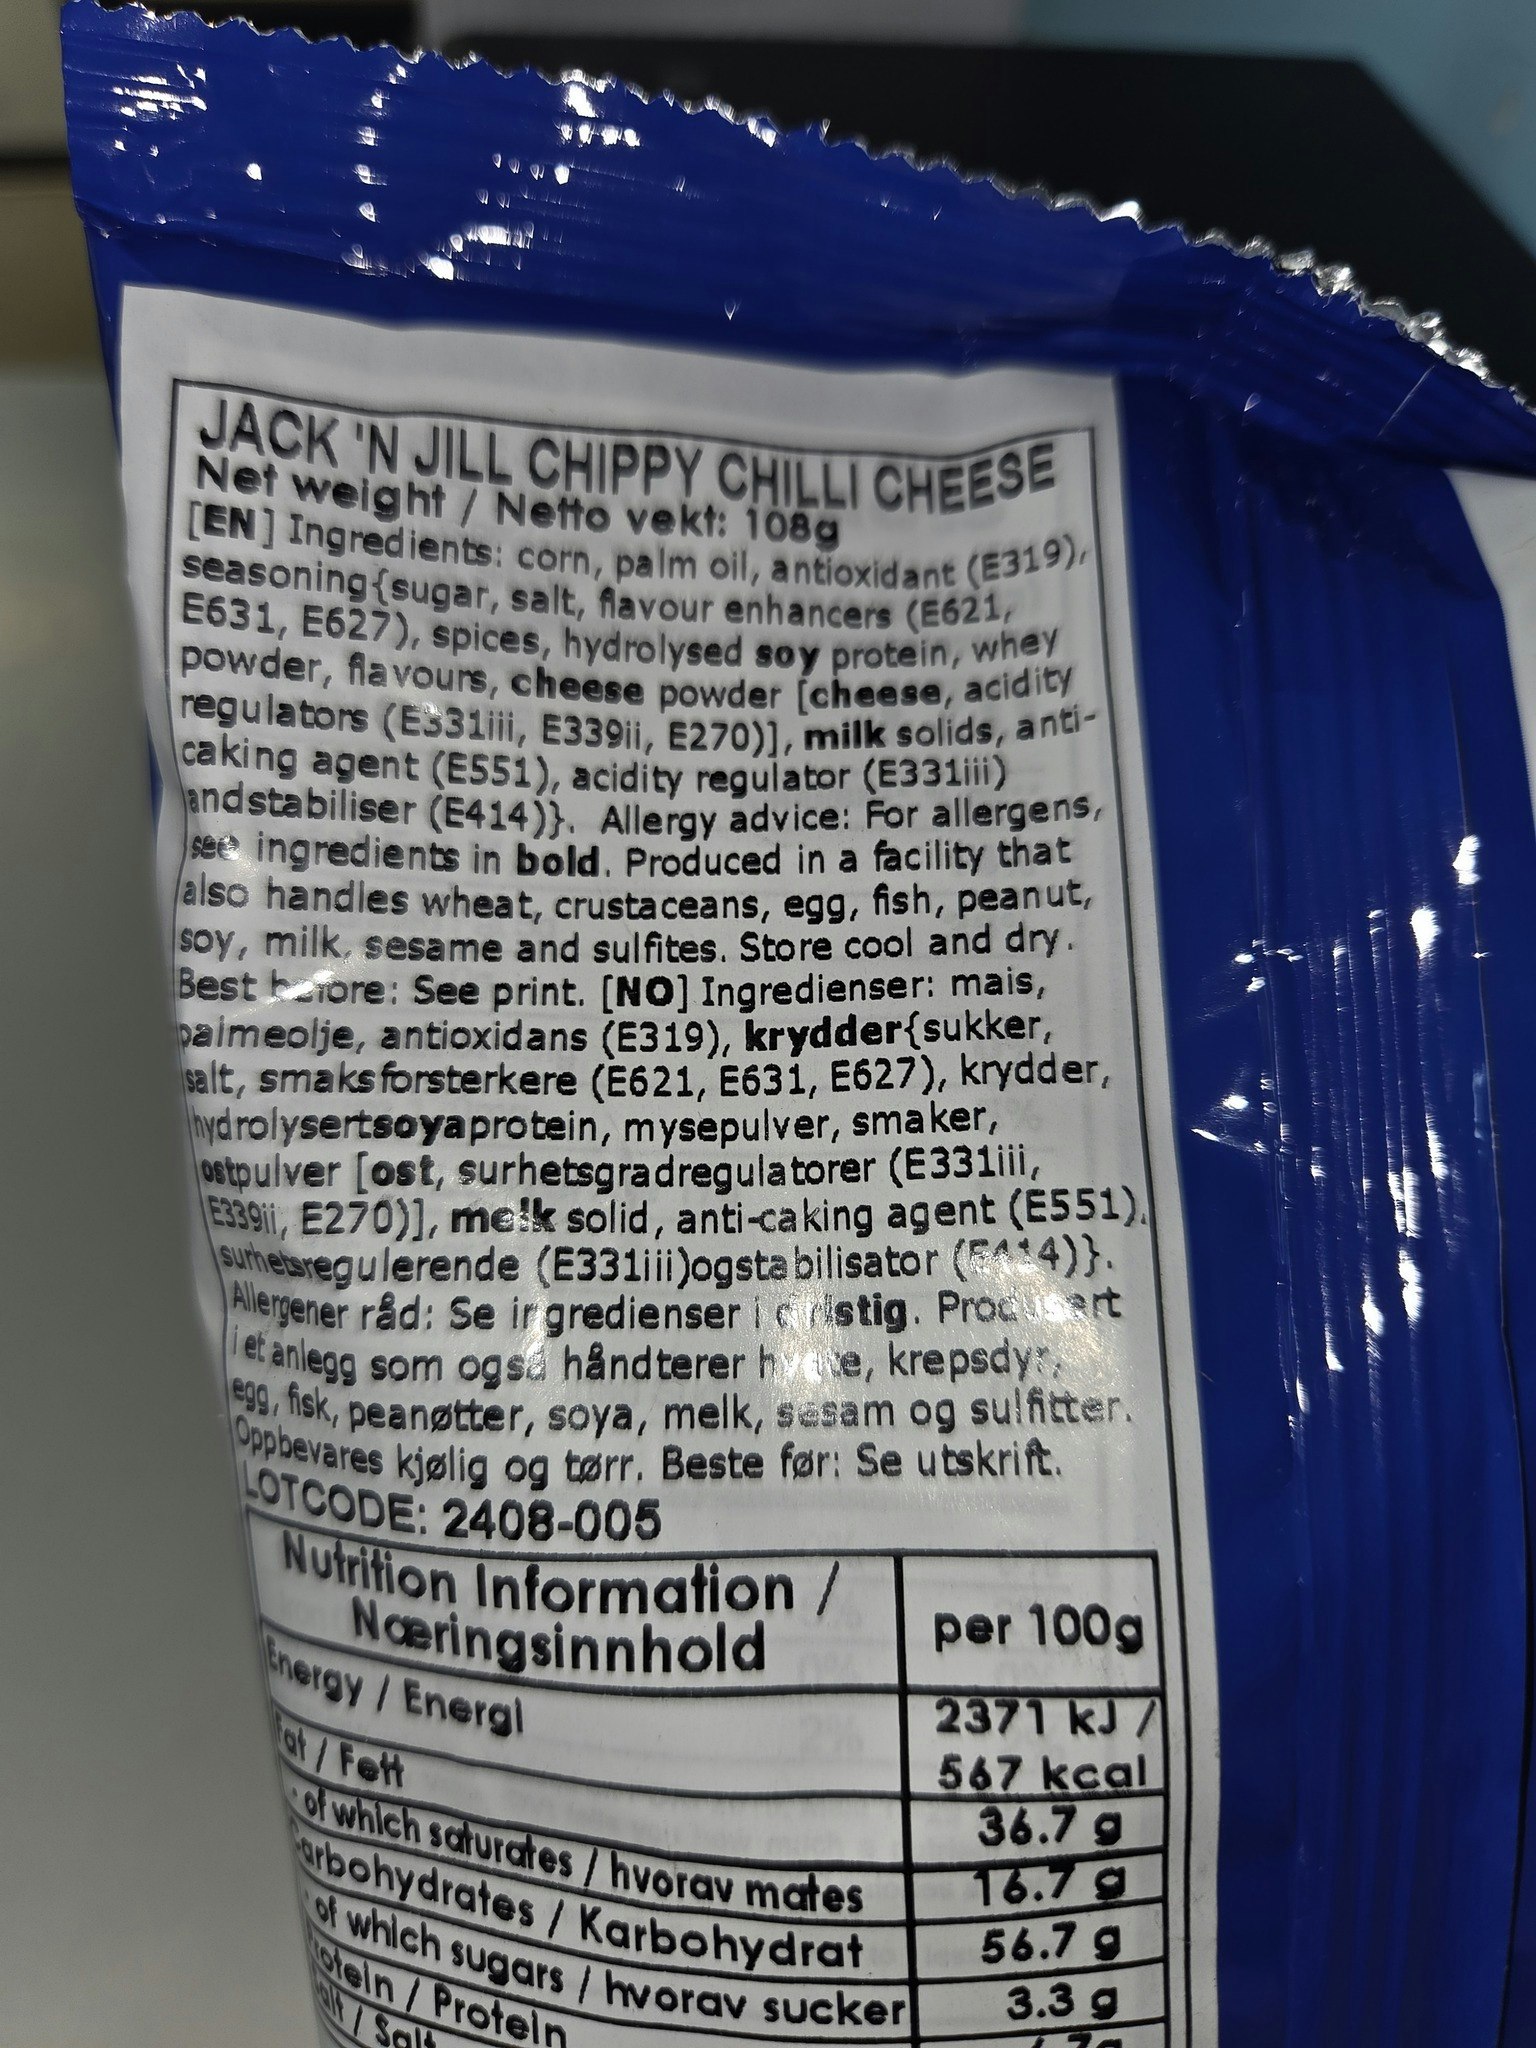 JACK 'N JILL CHIPPY CHILLI CHEESE
Net weight / Netto vekt: 108g
[EN] Ingredients: corn, palm oil, antioxidant (E319),
seasoning{sugar, salt, flavour enhancers (E621,
E631, E627), spices, hydrolysed soy protein, whey
powder, flavours, cheese powder [cheese, acidity
regulators (E331iii, E339ii, E270)], milk solids, anti-
caking agent (E551), acidity regulator (E331iii)
andstabiliser (E414)}. Allergy advice: For allergens,
see ingredients in bold. Produced in a facility that
also handles wheat, crustaceans, egg, fish, peanut,
soy, milk, sesame and sulfites. Store cool and dry.
Best before: See print. [NO] Ingredienser: mais,
palmeolje, antioxidans (E319), krydder{sukker,
salt, smaksforsterkere (E621, E631, E627), krydder,
hydrolysertsoyaprotein, mysepulver, smaker,
ostpulver [ost, surhetsgradregulatorer (E331iii,
E339ii, E270)], melk solid, anti-caking agent (E551),
surhetsregulerende (E331iii)ogstabilisator (E414)}.
Allergener råd: Se ingredienser i Produsert
i et anlegg som også håndterer hvete, krepsdyr,
egg, fisk, peanøtter, soya, melk, sesam og sulfitter.
Oppbevares kjølig og tørr. Beste før: Se utskrift.
LOTCODE: 2408-005
Nutrition Information /
Næringsinnhold
per 100g
Energy / Energi
2371 kJ /
567 kcal
Fat / Fett
36.7 g
- of which saturates / hvorav mates
16.7 g
Carbohydrates / Karbohydrat
56.7 g
- of which sugars / hvorav sucker
3.3 g
Protein / Protein
Salt / Salt